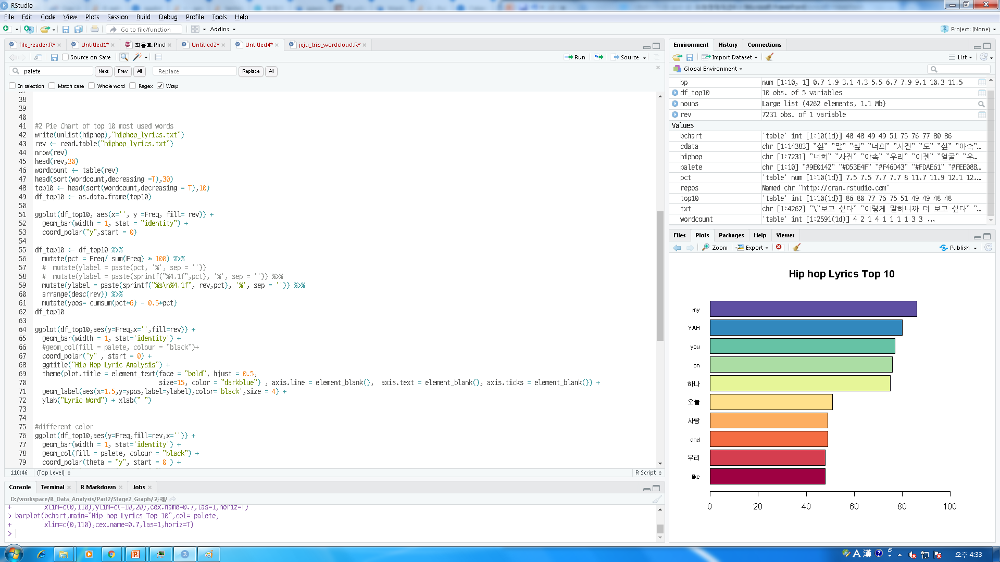 RStudio
File Edit Code View Plots Session Build Debug Profile Tools Help
Go to file/function Addins Project: (None)
file_reader.R* Untitled1* 최용호.Rmd Untitled2* Untitled4* jeju_trip_wordcloud.R*
Source on Save Run Source
palete Next Prev All Replace Replace All
In selection Match case Whole word Regex Wrap
38
39
40
41 #2 Pie Chart of top 10 most used words
42 write(unlist(hiphop),"hiphop_lyrics.txt")
43 rev <- read.table("hiphop_lyrics.txt")
44 nrow(rev)
45 head(rev,30)
46 wordcount <- table(rev)
47 head(sort(wordcount,decreasing =T),30)
48 top10 <- head(sort(wordcount,decreasing = T),10)
49 df_top10 <- as.data.frame(top10)
50
51 ggplot(df_top10, aes(x='', y =Freq, fill= rev)) +
52 geom_bar(width = 1, stat = "identity") +
53 coord_polar("y",start = 0)
54
55 df_top10 <- df_top10 %>%
56 mutate(pct = Freq/ sum(Freq) * 100) %>%
57 # mutate(ylabel = paste(pct, '%', sep = ''))
58 # mutate(ylabel = paste(sprintf("%4.1f",pct), '%', sep = '')) %>%
59 mutate(ylabel = paste(sprintf("%s\n%4.1f", rev,pct), '%', sep = '')) %>%
60 arrange(desc(rev)) %>%
61 mutate(ypos= cumsum(pct*6) - 0.5*pct)
62 df_top10
63
64 ggplot(df_top10,aes(y=Freq,x='',fill=rev)) +
65 geom_bar(width = 1, stat='identity') +
66 #geom_col(fill = palete, colour = "black")+
67 coord_polar("y" , start = 0) +
68 ggtitle("Hip Hop Lyric Analysis") +
69 theme(plot.title = element_text(face = "bold", hjust = 0.5,
70 size=15, color = "darkblue") , axis.line = element_blank(), axis.text = element_blank(), axis.ticks = element_blank()) +
71 geom_label(aes(x=1.5,y=ypos,label=ylabel),color='black',size = 4) +
72 ylab("Lyric Word") + xlab(" ")
73
74
75 #different color
76 ggplot(df_top10,aes(y=Freq,fill=rev,x='')) +
77 geom_bar(width = 1, stat='identity') +
78 geom_col(fill = palete, colour = "black") +
79 coord_polar(theta = "y", start = 0 ) +
110:46 (Top Level) R Script
Console Terminal R Markdown Jobs
D:/workspace/R_Data_Analysis/Part2/Stage2_Graph/과제/
+ xlim=c(0,110),ylim=c(-10,20),cex.name=0.7,las=1,horiz=T)
> barplot(bchart,main="Hip hop Lyrics Top 10",col= palete,
+ xlim=c(0,110),cex.name=0.7,las=1,horiz=T)
>
Environment History Connections
Import Dataset List
Global Environment
bp num [1:10, 1] 0.7 1.9 3.1 4.3 5.5 6.7 7.9 9.1 10.3 11.5
df_top10 10 obs. of 5 variables
nouns Large list (4262 elements, 1.1 Mb)
rev 7231 obs. of 1 variable
Values
bchart 'table' int [1:10(1d)] 48 48 49 49 51 75 76 77 80 86
cdata chr [1:14383] "싶" "말" "싶" "너희" "사진" "도" "싶" "야속"…
hiphop chr [1:7231] "너희" "사진" "야속" "우리" "이젠" "얼굴" "우…
palete chr [1:10] "#9E0142" "#D53E4F" "#F46D43" "#FDAE61" "#FEE08B…
pct 'table' num [1:10(1d)] 7.5 7.5 7.7 7.7 8 11.7 11.9 12.1 12.…
repos Named chr "http://cran.rstudio.com"
top10 'table' int [1:10(1d)] 86 80 77 76 75 51 49 49 48 48
txt chr [1:4262] "\"보고 싶다" "이렇게 말하니까 더 보고 싶다" "…
wordcount 'table' int [1:2591(1d)] 4 2 1 4 1 1 1 1 3 3 ...
Files Plots Packages Help Viewer
Zoom Export Publish
Hip hop Lyrics Top 10
my
YAH
you
on
하나
오늘
사랑
and
우리
like
0 20 40 60 80 100
A 漢 오후 4:33